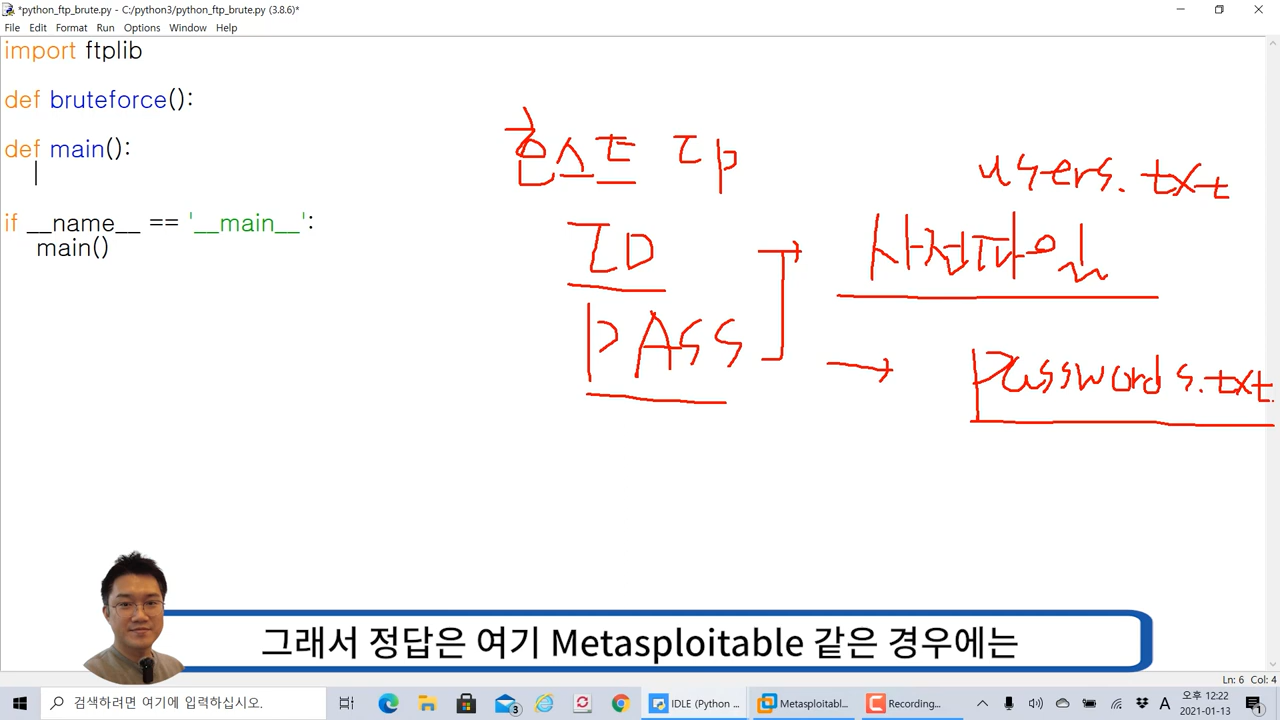 *python_ftp_brute.py - C:/python3/python_ftp_brute.py (3.8.6)*
File Edit Format Run Options Window Help
import ftplib
def bruteforce():
def main():
if __name__ == '__main__':
main()
호스트 IP
ID
PASS
users.txt
사전파일
Passwords.txt
그래서 정답은 여기 Metasploitable 같은 경우에는
Ln: 6 Col: 4
검색하려면 여기에 입력하십시오.
3
IDLE (Python ...
Metasploitabl...
Recording...
A
오후 12:22
2021-01-13
1